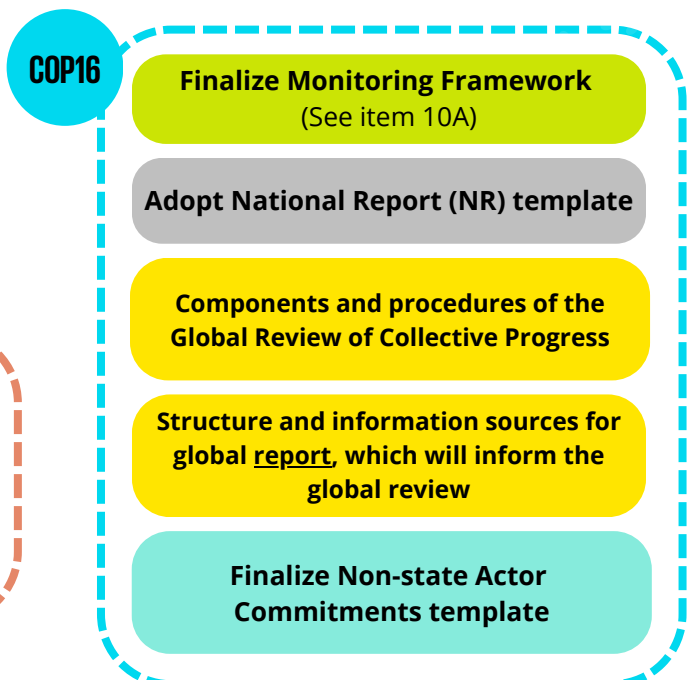 COP16
Finalize Monitoring Framework
(See item 10A)
Adopt National Report (NR) template
Components and procedures of the
Global Review of Collective Progress
Structure and information sources for
global report, which will inform the
global review
Finalize Non-state Actor
Commitments template